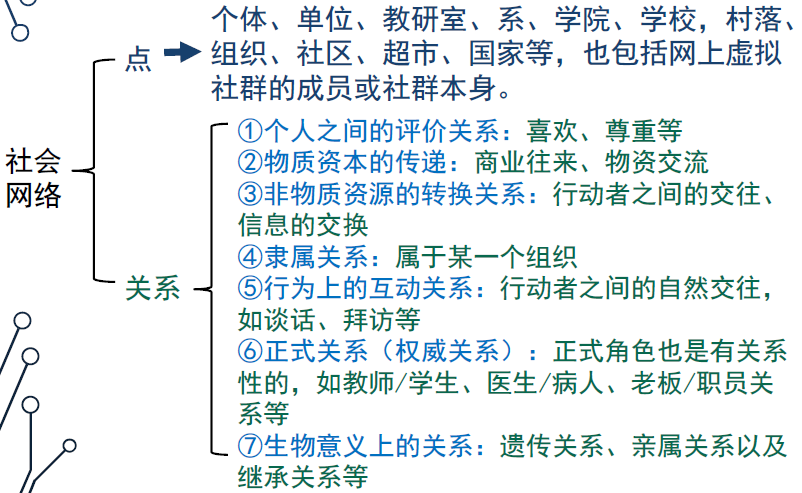 个体、单位、教研室、系、学院、学校，村落、
组织、社区、超市、国家等，也包括网上虚拟
社群的成员或社群本身。
点
社会
网络
关系
①个人之间的评价关系：喜欢、尊重等
②物质资本的传递：商业往来、物资交流
③非物质资源的转换关系：行动者之间的交往、
信息的交换
④隶属关系：属于某一个组织
⑤行为上的互动关系：行动者之间的自然交往，
如谈话、拜访等
⑥正式关系（权威关系）：正式角色也是有关系
性的，如教师/学生、医生/病人、老板/职员关
系等
⑦生物意义上的关系：遗传关系、亲属关系以及
继承关系等